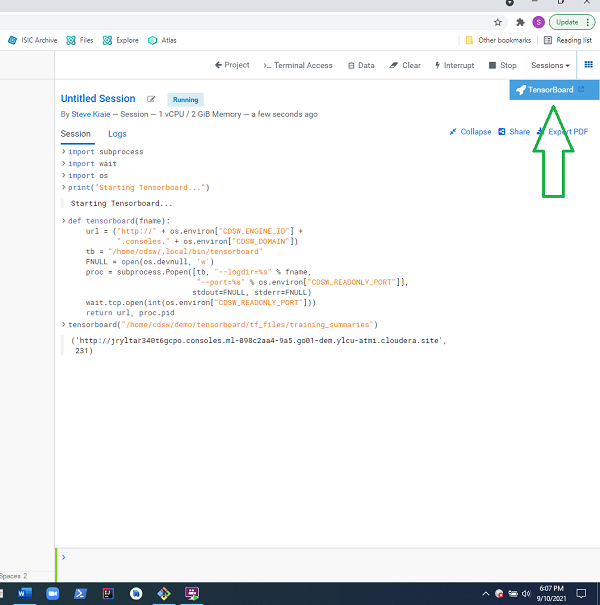 S
Update
ISIC Archive Files Explore Atlas Other bookmarks Reading list
Project >_ Terminal Access Data Clear Interrupt Stop Sessions
TensorBoard
Untitled Session Running
By Steve Kiaie — Session — 1 vCPU / 2 GiB Memory — a few seconds ago
Session Logs Collapse Share Export PDF
> import subprocess
> import wait
> import os
> print("Starting Tensorboard...")
Starting Tensorboard...
> def tensorboard(fname):
url = ("http://" + os.environ["CDSW_ENGINE_ID"] +
".consoles." + os.environ["CDSW_DOMAIN"])
tb = "/home/cdsw/.local/bin/tensorboard"
FNULL = open(os.devnull, 'w')
proc = subprocess.Popen([tb, "--logdir=%s" % fname,
"--port=%s" % os.environ["CDSW_READONLY_PORT"]],
stdout=FNULL, stderr=FNULL)
wait.tcp.open(int(os.environ["CDSW_READONLY_PORT"]))
return url, proc.pid
> tensorboard("/home/cdsw/demo/tensorboard/tf_files/training_summaries")
('http://jryltar340t6gcpo.consoles.ml-098c2aa4-9a5.go01-dem.ylcu-atmi.cloudera.site',
231)
>
Spaces 2
6:07 PM
9/10/2021